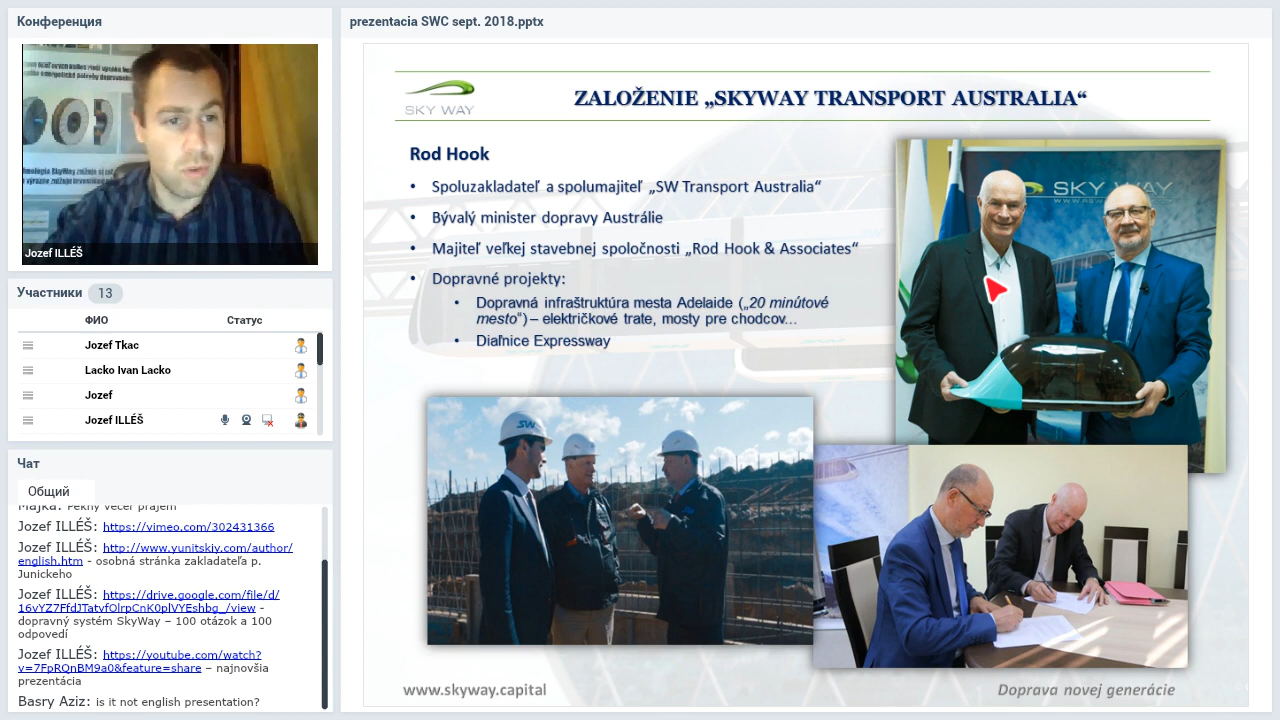 Конференция
Jozef ILLÉŠ
Участники 13
ФИО Статус
Jozef Tkac
Lacko Ivan Lacko
Jozef
Jozef ILLÉŠ
Чат
Общий
Majka: Pekny vecer prajem
Jozef ILLÉŠ: https://vimeo.com/302431366
Jozef ILLÉŠ: http://www.yunitskiy.com/author/
english.htm - osobná stránka zakladateľa p.
Junickeho
Jozef ILLÉŠ: https://drive.google.com/file/d/
16vYZ7FfdJTatvfOlrpCnK0plVYEshbg_/view -
dopravný systém SkyWay – 100 otázok a 100
odpovedí
Jozef ILLÉŠ: https://youtube.com/watch?
v=7FpRQnBM9a0&feature=share – najnovšia
prezentácia
Basry Aziz: is it not english presentation?
prezentacia SWC sept. 2018.pptx
SKY WAY
ZALOŽENIE „SKYWAY TRANSPORT AUSTRALIA“
Rod Hook
• Spoluzakladateľ a spolumajiteľ „SW Transport Australia“
• Bývalý minister dopravy Austrálie
• Majiteľ veľkej stavebnej spoločnosti „Rod Hook & Associates“
• Dopravné projekty:
• Dopravná infraštruktúra mesta Adelaide („20 minútové
mesto“) – električkové trate, mosty pre chodcov...
• Diaľnice Expressway
SKY WAY
SW
www.skyway.capital
Doprava novej generácie